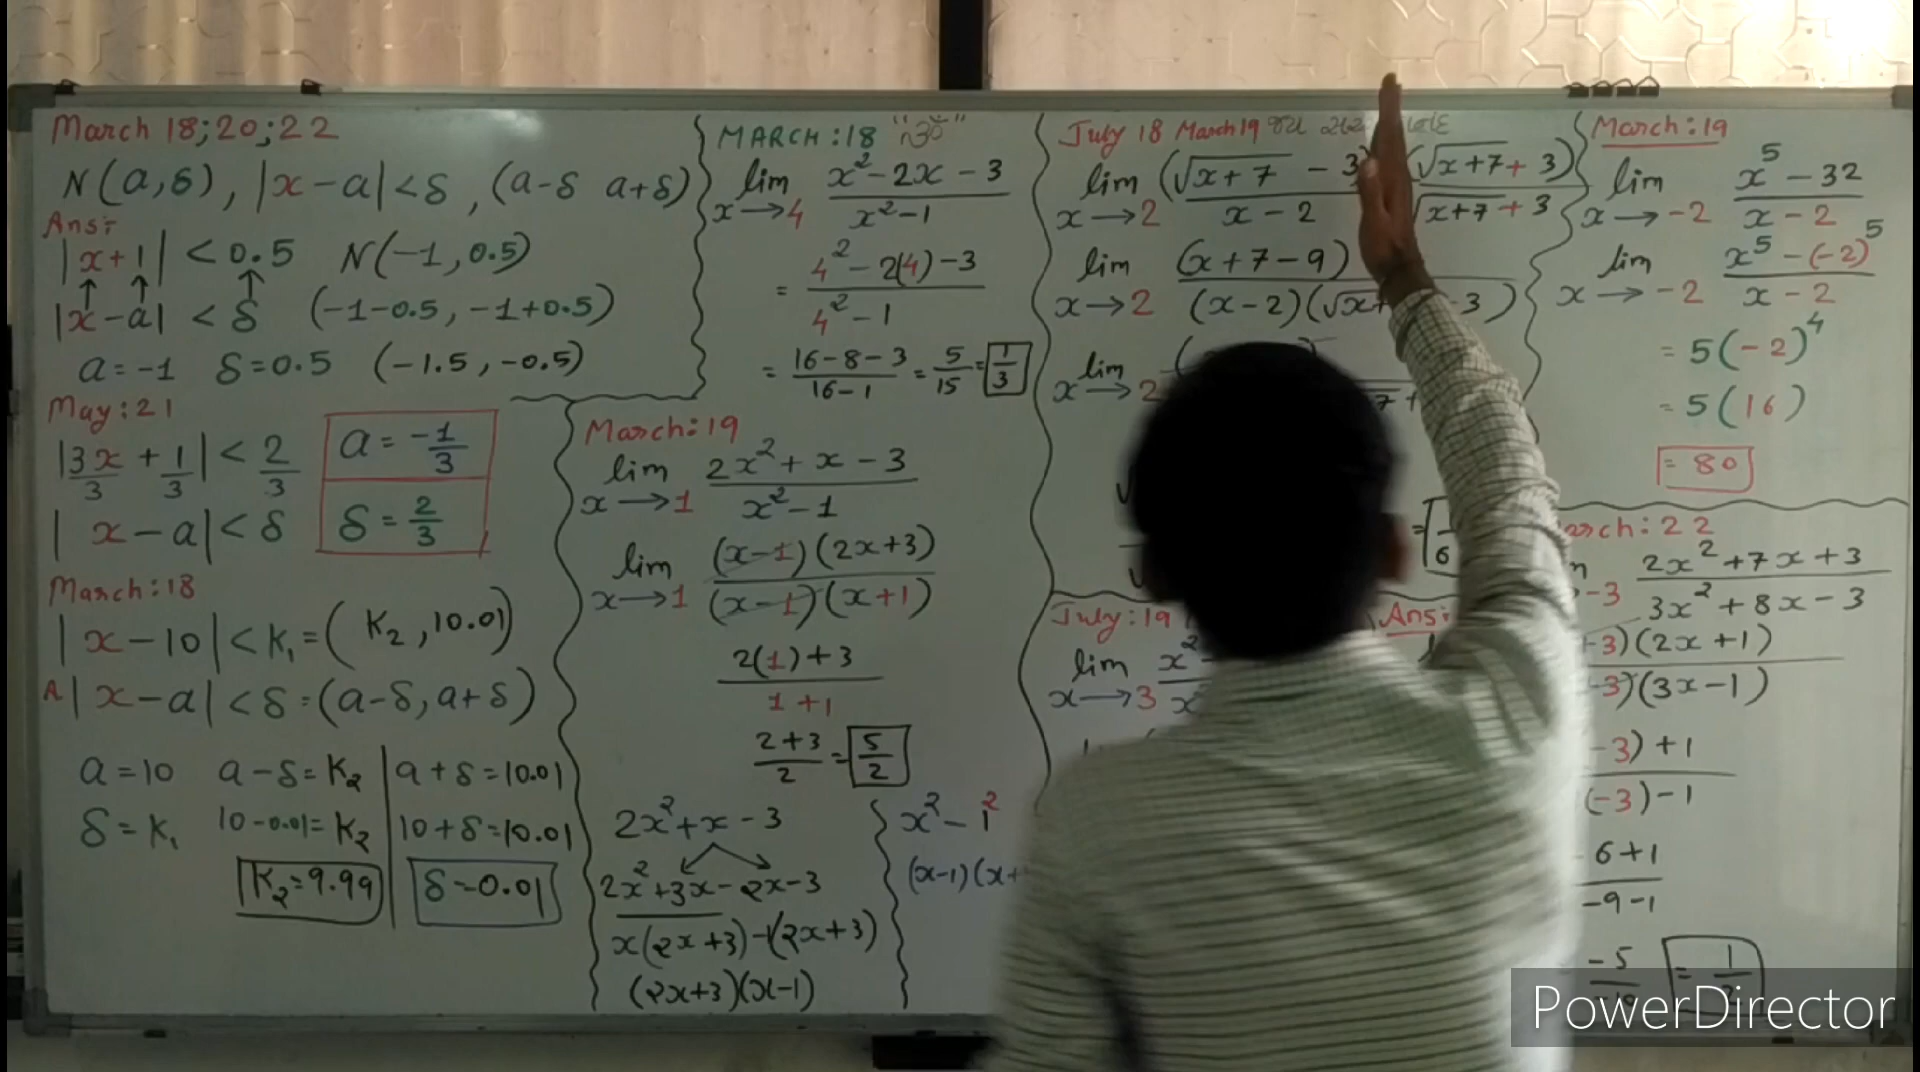 March 18;20;22
N(a,δ), |x-a|<δ, (a-δ a+δ)
Ans:-
|x+1| < 0.5 N(-1, 0.5)
|x-a| < δ (-1-0.5, -1+0.5)
a=-1 δ=0.5 (-1.5, -0.5)
May:21
|3x/3 + 1/3| < 2/3
|x-a| < δ
a = -1/3
δ = 2/3
March:18
|x-10| < K₁ = (K₂, 10.01)
A |x-a| < δ = (a-δ, a+δ)
a=10 a-δ=K₂ a+δ=10.01
δ=K₁ 10-0.01=K₂ 10+δ=10.01
K₂=9.99 δ=0.01
MARCH:18
lim x→4 (x²-2x-3)/(x²-1)
= (4²-2(4)-3)/(4²-1)
= (16-8-3)/(16-1) = 5/15 = 1/3
March:19
lim x→1 (2x²+x-3)/(x²-1)
lim x→1 (x-1)(2x+3)/(x-1)(x+1)
(2(1)+3)/(1+1)
(2+3)/2 = 5/2
2x²+x-3
2x²+3x-2x-3
x(2x+3)-1(2x+3)
(2x+3)(x-1)
x²-1²
(x-1)(x+
July 18 March19
lim x→2 (√x+7 - 3) (√x+7 + 3)/(x-2) √x+7 + 3
lim x→2 (x+7-9)/(x-2)(√x+ 3)
lim x→2
7+
= 1/6
July:19
Ans:
lim x→3 x²
March:19
lim x→-2 (x⁵-32)/(x-2)
lim x→-2 (x⁵-(-2)⁵)/(x-2)
= 5(-2)⁴
= 5(16)
= 80
arch:22
-3 (2x²+7x+3)/(3x²+8x-3)
3)(2x+1)
3)(3x-1)
-3)+1
(-3)-1
6+1
-9-1
-5
PowerDirector